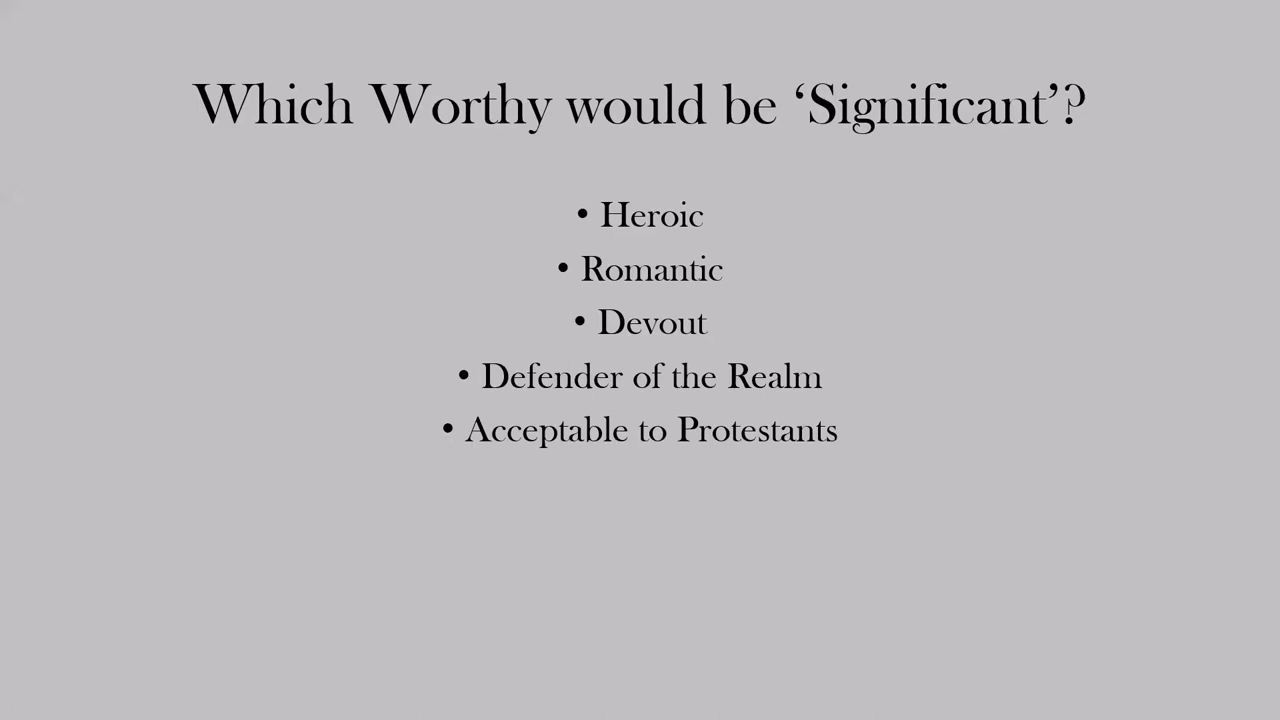 Which Worthy would be ‘Significant’?
• Heroic
• Romantic
• Devout
• Defender of the Realm
• Acceptable to Protestants